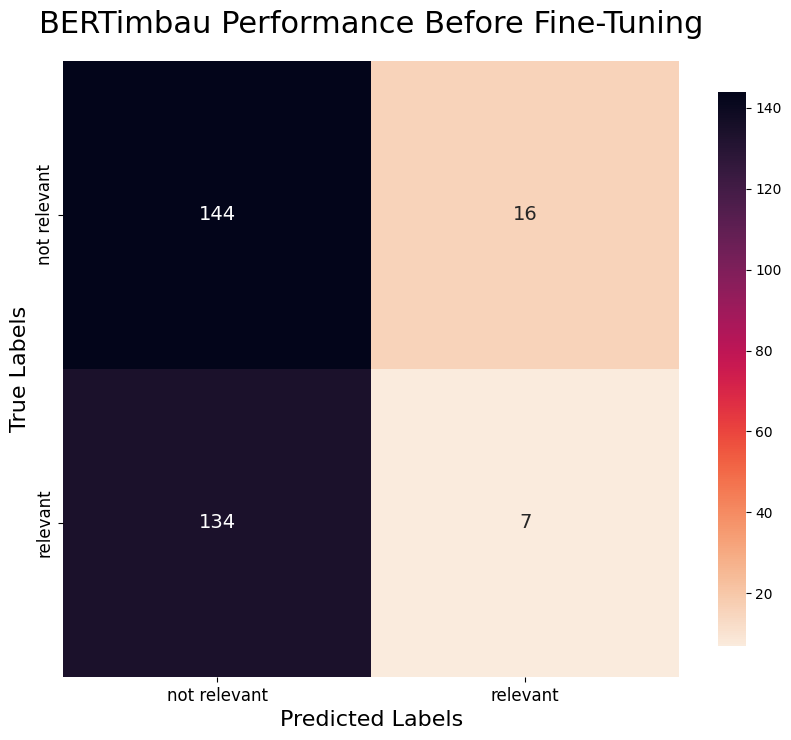 BERTimbau Performance Before Fine-Tuning
True Labels
not relevant
relevant
144
16
134
7
not relevant
relevant
Predicted Labels
140
120
100
80
60
40
20